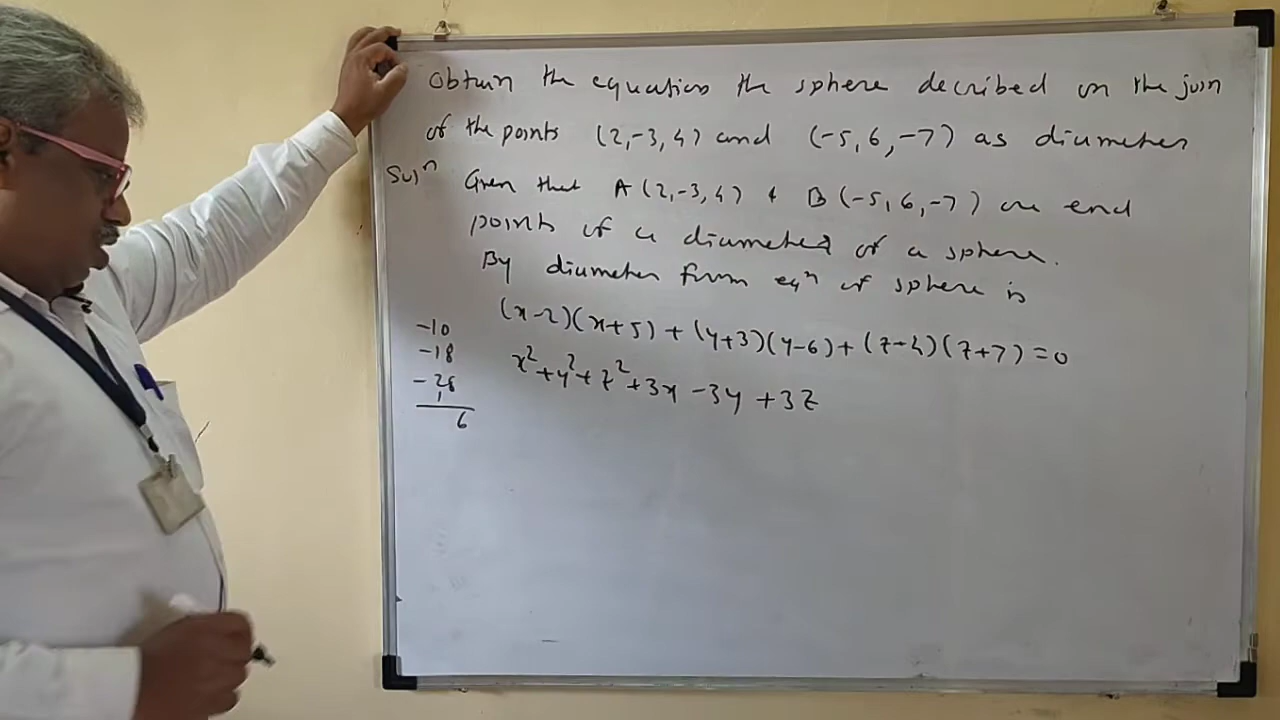 obtain the equation the sphere decribed on the join
of the points (2,-3,4) and (-5,6,-7) as diameter
Solⁿ Given that A(2,-3,4) & B(-5,6,-7) are end
points of a diameter of a sphere.
By diameter form eqⁿ of sphere is
(x-2)(x+5)+(y+3)(y-6)+(z-4)(z+7)=0
x²+y²+z²+3x-3y+3z
-10
-18
-28
1
6